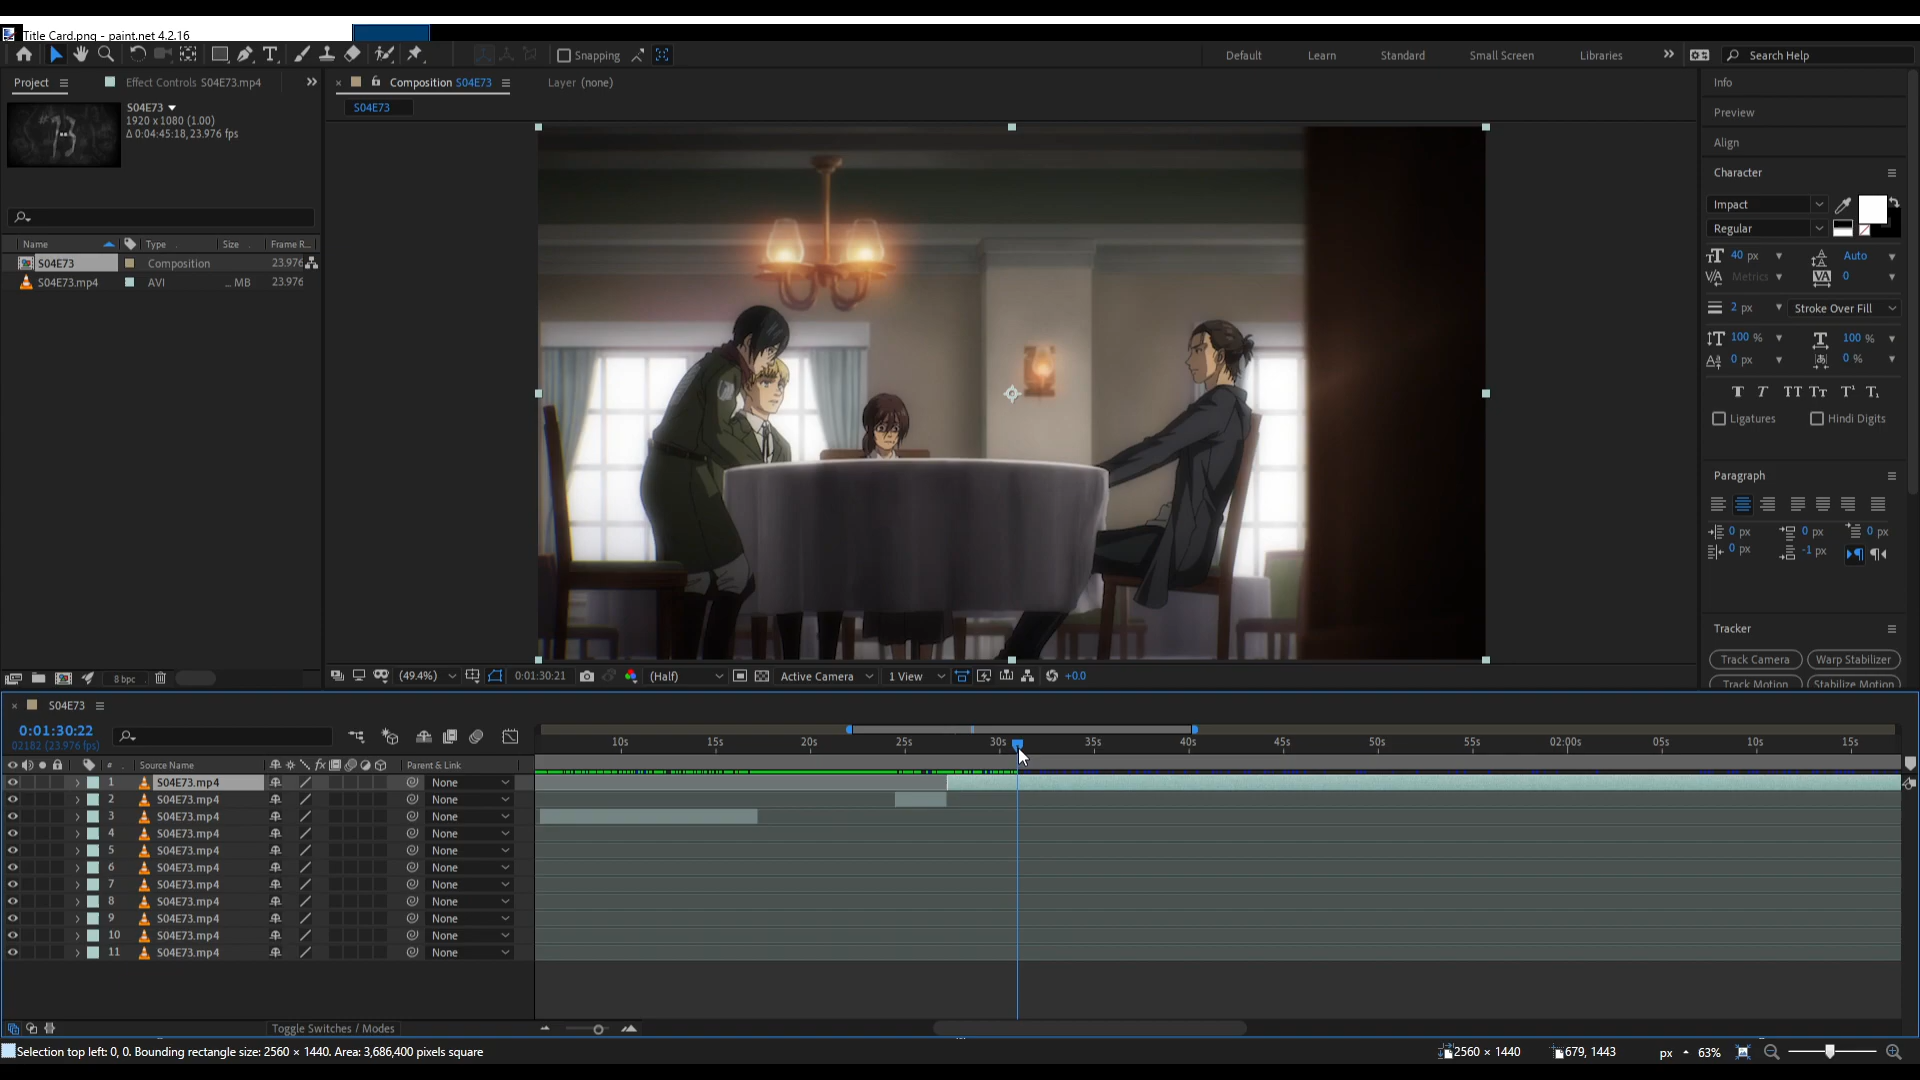 Title Card.png - paint.net 4.2.16
Snapping
Default
Learn
Standard
Small Screen
Libraries
Search Help
Project
Effect Controls S04E73.mp4
Composition S04E73
Layer (none)
S04E73
S04E73
1920 x 1080 (1.00)
Δ 0:04:45:18, 23.976 fps
Name
Type
Size
Frame R...
S04E73
Composition
23.976
S04E73.mp4
AVI
... MB
23.976
8 bpc
(49.4%)
0:01:30:21
(Half)
Active Camera
1 View
+0.0
Info
Preview
Align
Character
Impact
Regular
40 px
Auto
Metrics
0
2 px
Stroke Over Fill
100 %
100 %
0 px
0 %
Ligatures
Hindi Digits
Paragraph
0 px
0 px
0 px
0 px
-1 px
Tracker
Track Camera
Warp Stabilizer
Track Motion
Stabilize Motion
S04E73
0:01:30:22
02182 (23.976 fps)
10s
15s
20s
25s
30s
35s
40s
45s
50s
55s
02:00s
05s
10s
15s
#
Source Name
Parent & Link
1 S04E73.mp4 None
2 S04E73.mp4 None
3 S04E73.mp4 None
4 S04E73.mp4 None
5 S04E73.mp4 None
6 S04E73.mp4 None
7 S04E73.mp4 None
8 S04E73.mp4 None
9 S04E73.mp4 None
10 S04E73.mp4 None
11 S04E73.mp4 None
Toggle Switches / Modes
Selection top left: 0, 0. Bounding rectangle size: 2560 × 1440. Area: 3,686,400 pixels square
2560 × 1440
679, 1443
px
63%